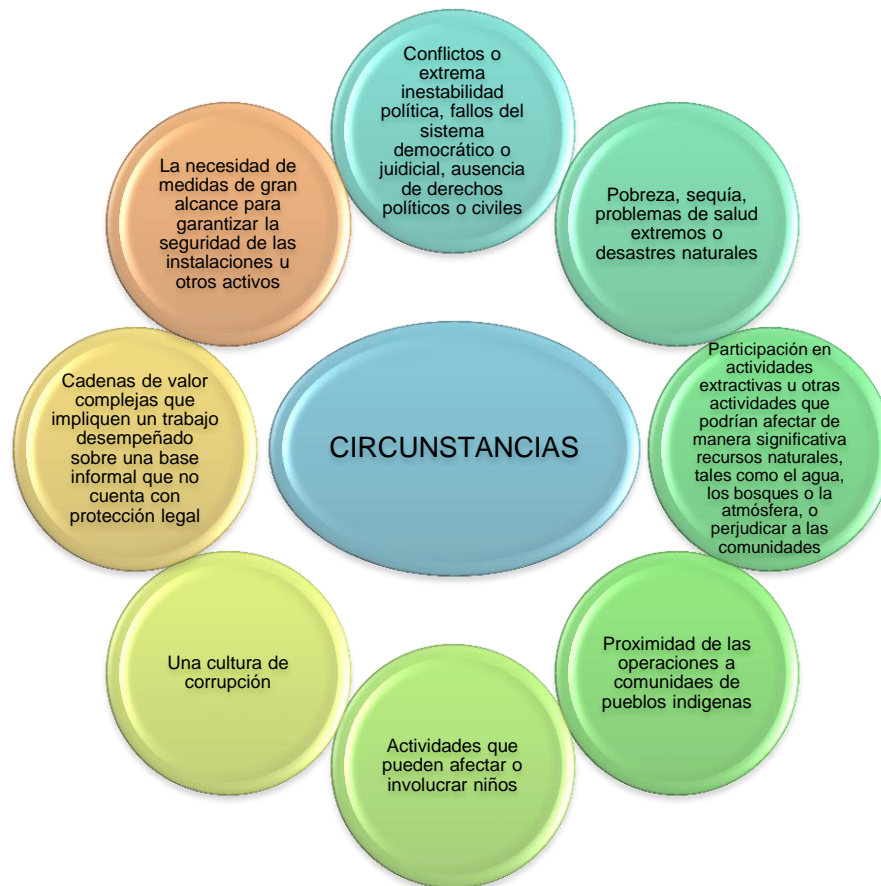 Conflictos o
extrema
inestabilidad
política, fallos del
sistema
democrático o
juidicial, ausencia
de derechos
políticos o civiles
Pobreza, sequía,
problemas de salud
extremos o
desastres naturales
Participación en
actividades
extractivas u otras
actividades que
podrían afectar de
manera significativa
recursos naturales,
tales como el agua,
los bosques o la
atmósfera, o
perjudicar a las
comunidades
Proximidad de las
operaciones a
comunidaes de
pueblos indigenas
Actividades que
pueden afectar o
involucrar niños
Una cultura de
corrupción
Cadenas de valor
complejas que
impliquen un trabajo
desempeñado
sobre una base
informal que no
cuenta con
protección legal
La necesidad de
medidas de gran
alcance para
garantizar la
seguridad de las
instalaciones u
otros activos
CIRCUNSTANCIAS